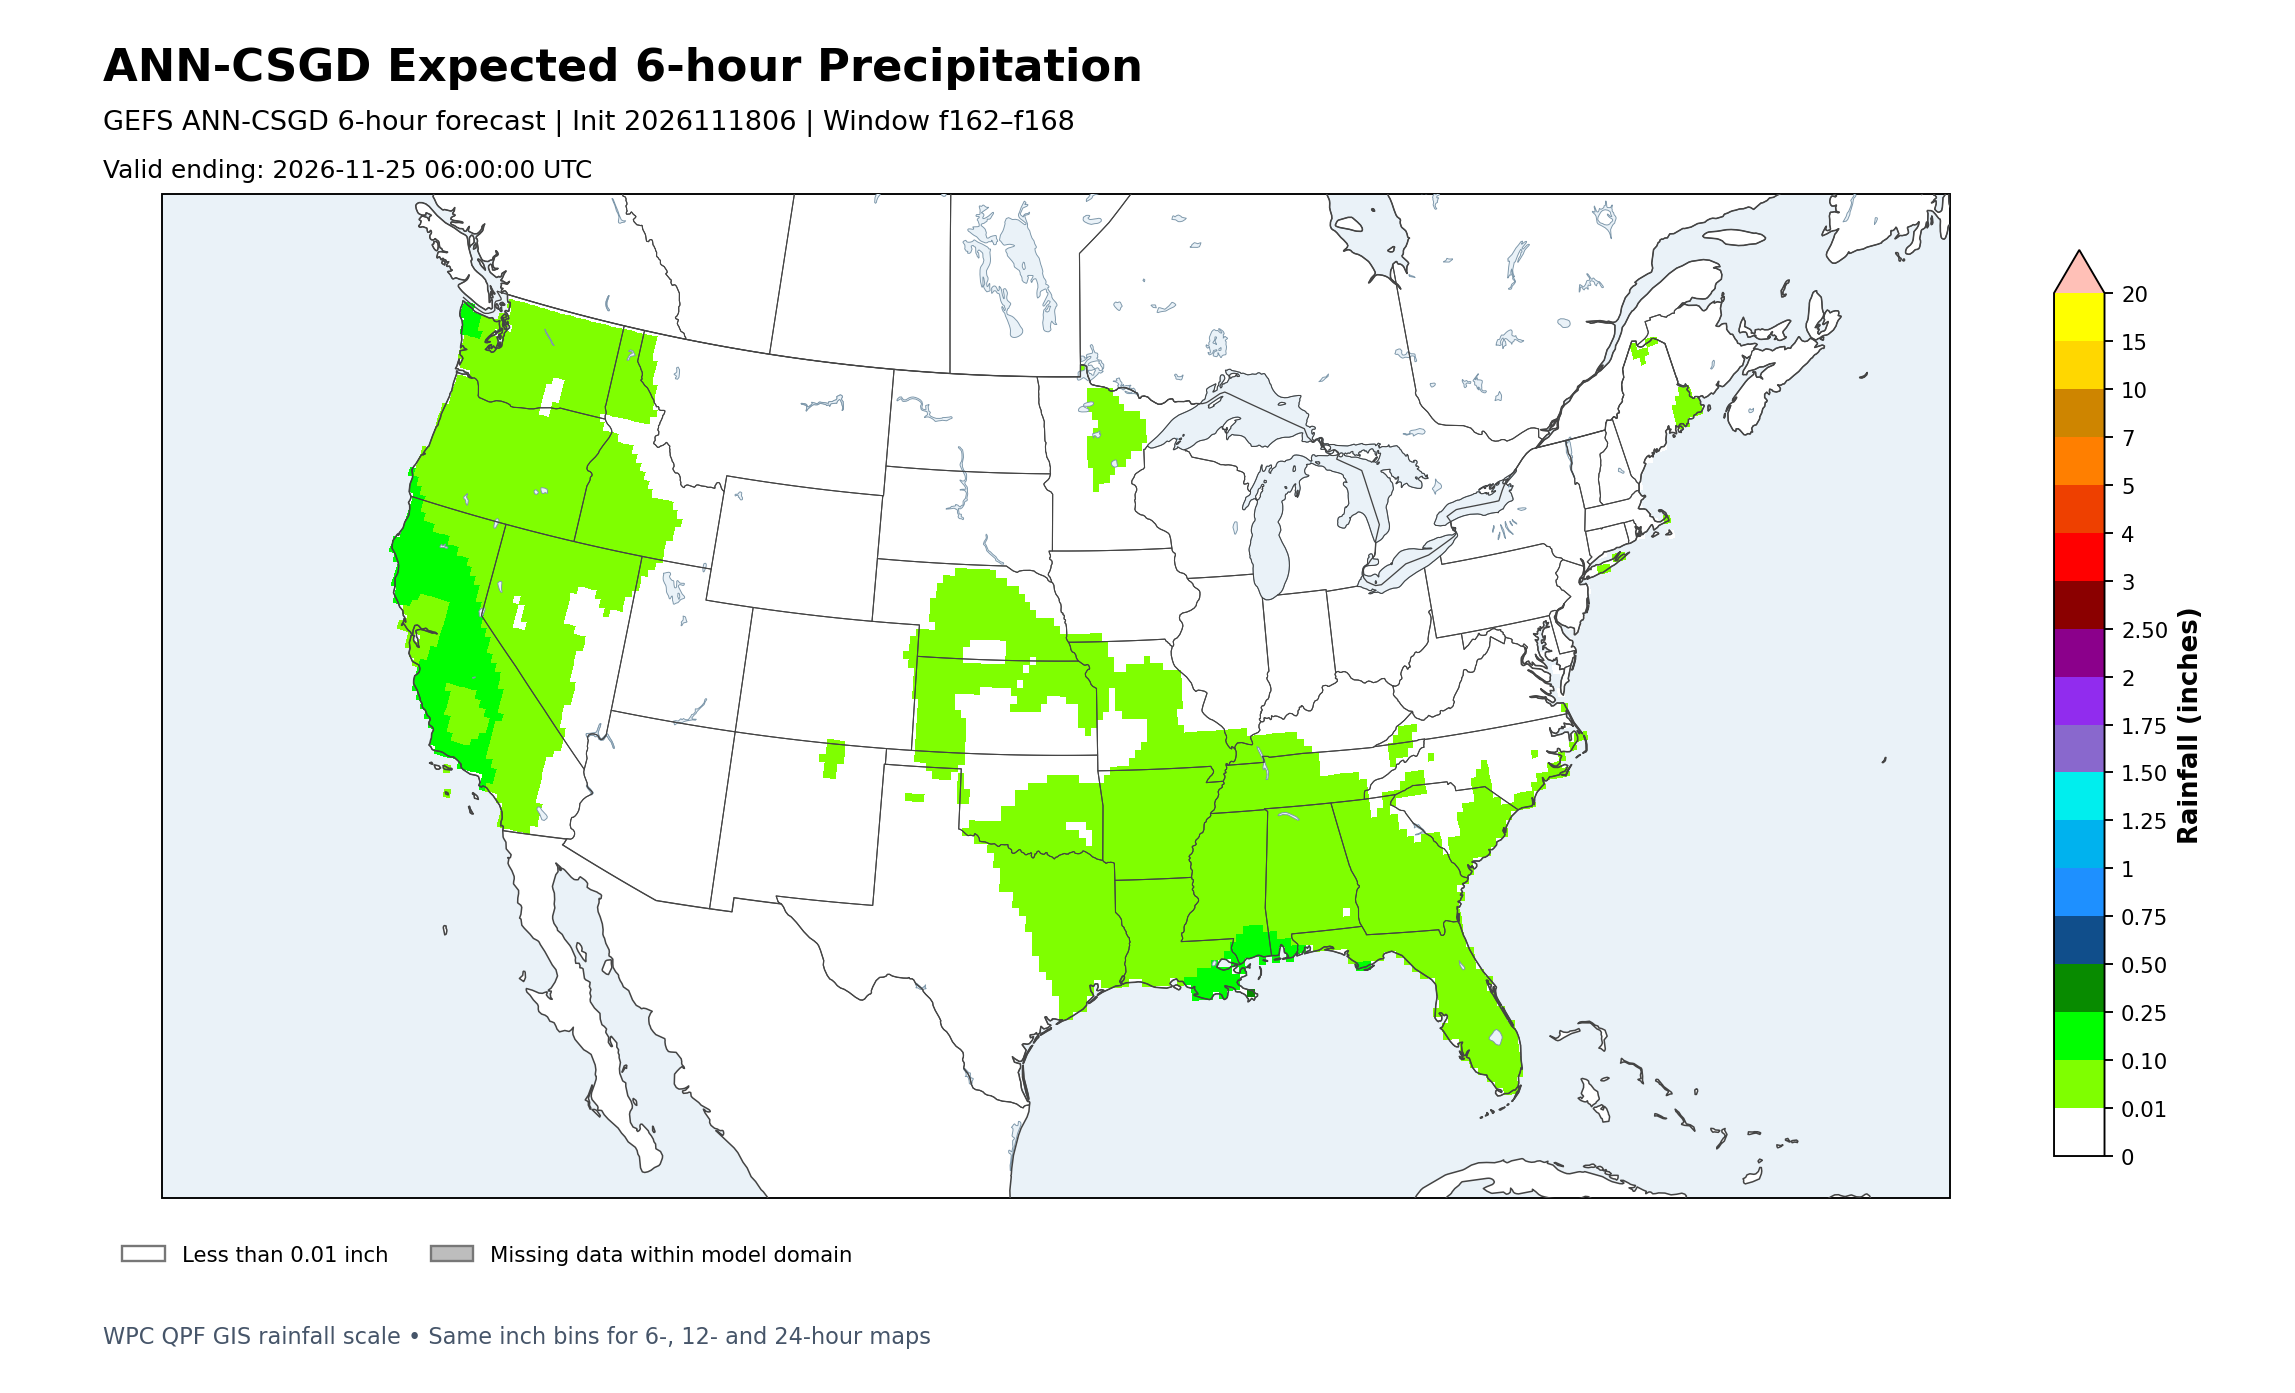 ANN-CSGD Expected 6-hour Precipitation
GEFS ANN-CSGD 6-hour forecast | Init 2026111806 | Window f162–f168
Valid ending: 2026-11-25 06:00:00 UTC
20
15
10
7
5
4
3
2.50
2
1.75
1.50
1.25
1
0.75
0.50
0.25
0.10
0.01
0
Rainfall (inches)
Less than 0.01 inch
Missing data within model domain
WPC QPF GIS rainfall scale • Same inch bins for 6-, 12- and 24-hour maps